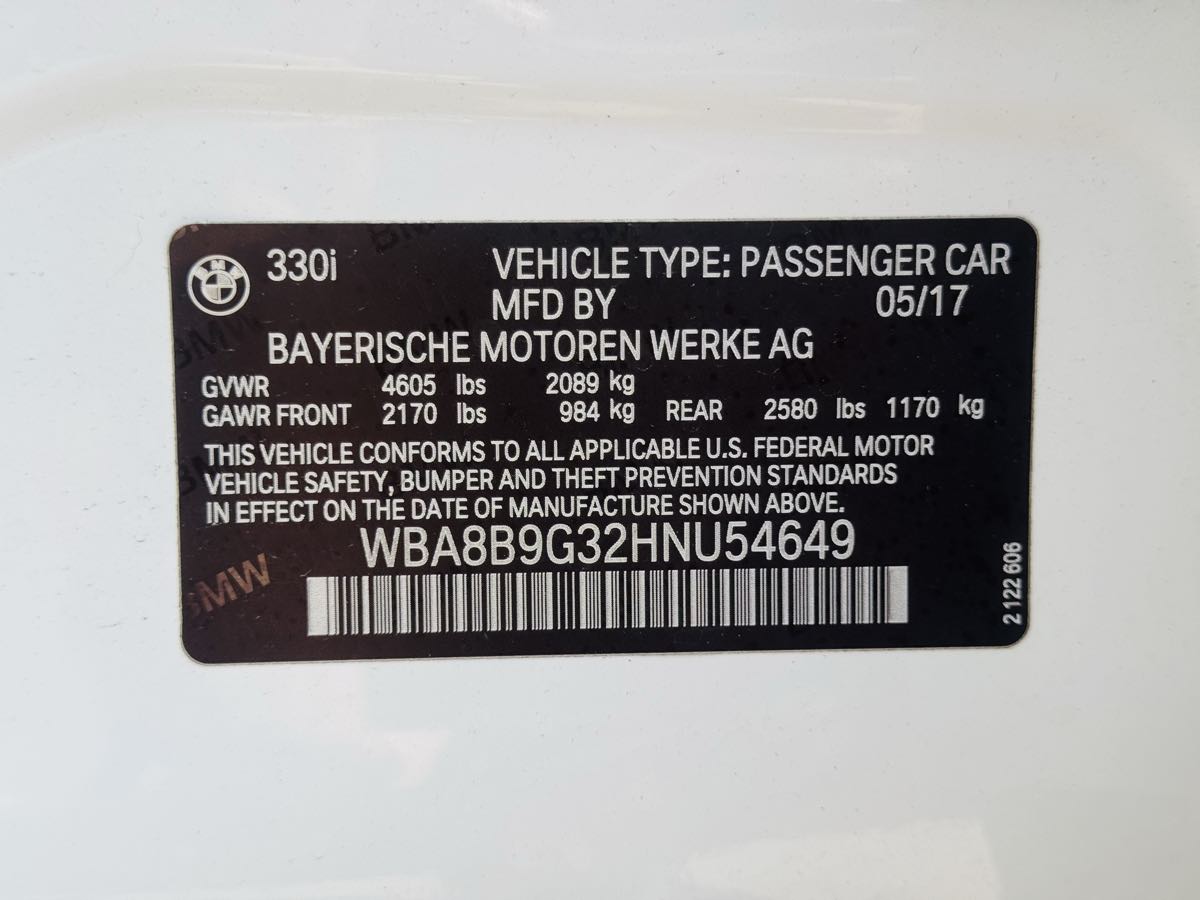 330i VEHICLE TYPE: PASSENGER CAR
MFD BY 05/17
BAYERISCHE MOTOREN WERKE AG
GVWR 4605 lbs 2089 kg
GAWR FRONT 2170 lbs 984 kg REAR 2580 lbs 1170 kg
THIS VEHICLE CONFORMS TO ALL APPLICABLE U.S. FEDERAL MOTOR
VEHICLE SAFETY, BUMPER AND THEFT PREVENTION STANDARDS
IN EFFECT ON THE DATE OF MANUFACTURE SHOWN ABOVE.
WBA8B9G32HNU54649
BMW
2 122 606